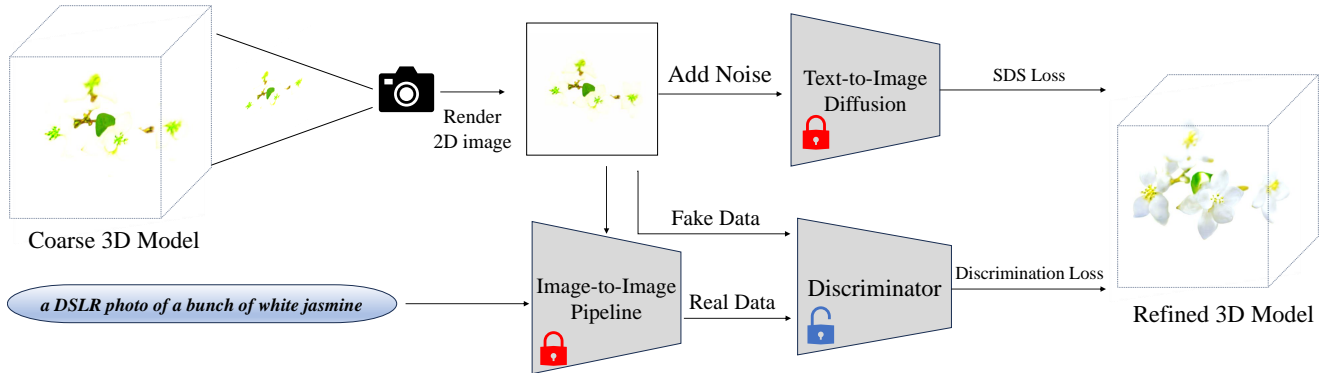 Add Noise
Text-to-Image
Diffusion
SDS Loss
Render
2D image
Coarse 3D Model
Fake Data
Image-to-Image
Pipeline
Real Data
Discriminator
Discrimination Loss
a DSLR photo of a bunch of white jasmine
Refined 3D Model